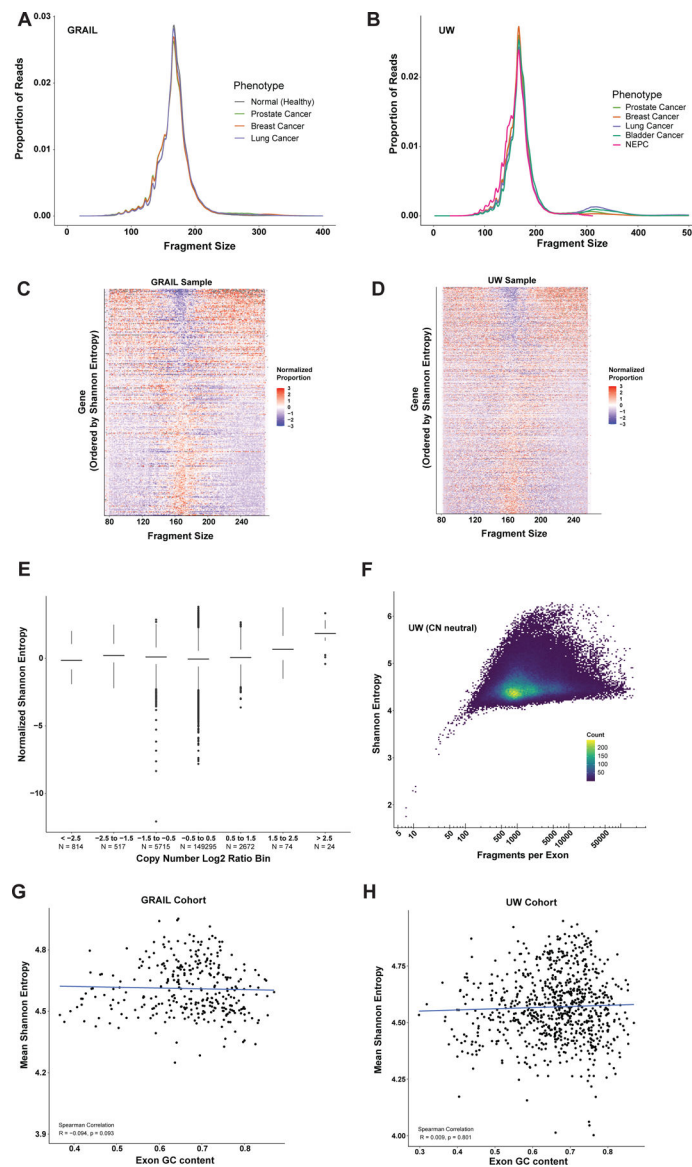 A
GRAIL
0.03
0.02
0.01
0.00
Proportion of Reads
Phenotype
Normal (Healthy)
Prostate Cancer
Breast Cancer
Lung Cancer
0
100
200
300
400
Fragment Size
B
UW
0.02
0.01
0.00
Proportion of Reads
Phenotype
Prostate Cancer
Breast Cancer
Lung Cancer
Bladder Cancer
NEPC
0
100
200
300
400
500
Fragment Size
C
GRAIL Sample
Gene
(Ordered by Shannon Entropy)
Normalized
Proportion
3
2
1
0
−1
−2
−3
80
120
160
200
240
Fragment Size
D
UW Sample
Gene
(Ordered by Shannon Entropy)
Normalized
Proportion
3
2
1
0
−1
−2
−3
80
120
160
200
240
Fragment Size
E
Normalized Shannon Entropy
0
−5
−10
< −2.5 −2.5 to −1.5 −1.5 to −0.5 −0.5 to 0.5 0.5 to 1.5 1.5 to 2.5 > 2.5
N = 814 N = 517 N = 5715 N = 149295 N = 2672 N = 74 N = 24
Copy Number Log2 Ratio Bin
F
UW (CN neutral)
Shannon Entropy
6
5
4
3
2
Count
200
150
100
50
5
10
50
100
500
1000
5000
10000
50000
Fragments per Exon
G
GRAIL Cohort
Mean Shannon Entropy
4.8
4.5
4.2
3.9
Spearman Correlation
R = −0.094, p = 0.093
0.4
0.5
0.6
0.7
0.8
Exon GC content
H
UW Cohort
Mean Shannon Entropy
4.75
4.50
4.25
4.00
Spearman Correlation
R = 0.009, p = 0.801
0.3
0.4
0.5
0.6
0.7
0.8
Exon GC content